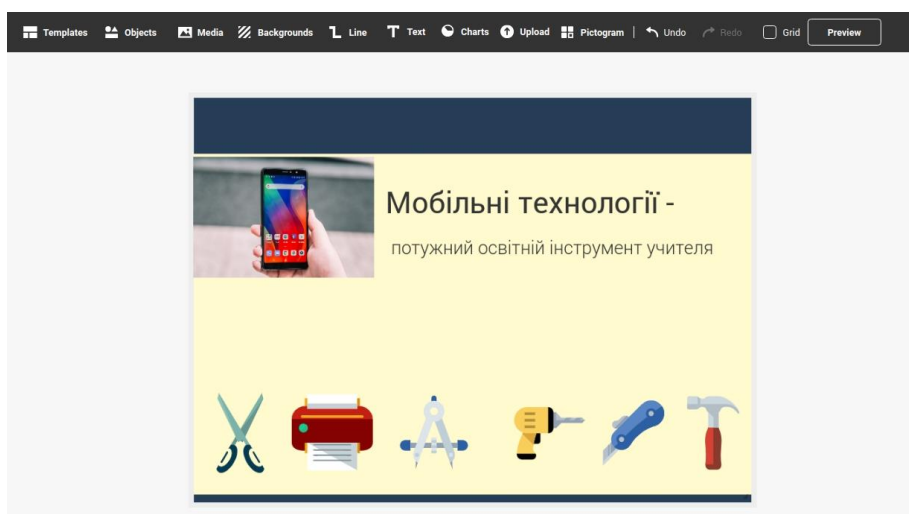 Templates Objects Media Backgrounds Line Text Charts Upload Pictogram | Undo Redo Grid Preview
Мобільні технології -
потужний освітній інструмент учителя